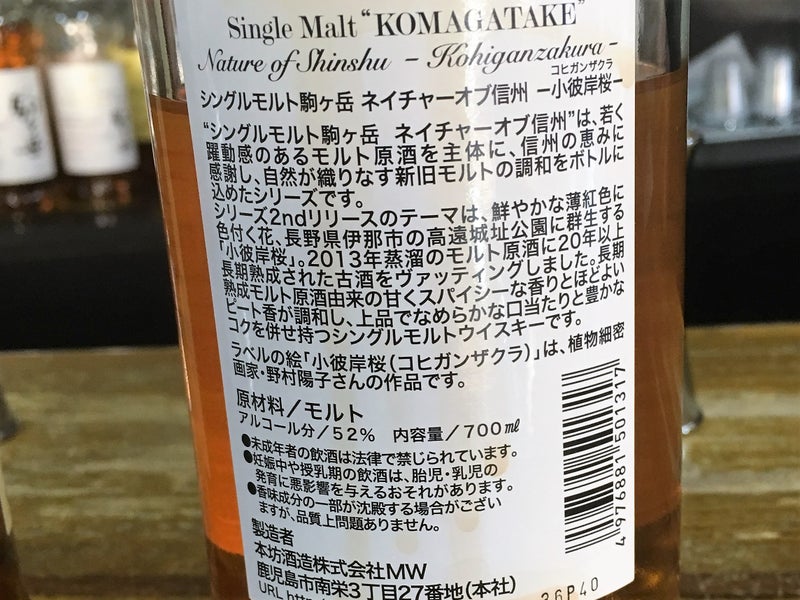 Single Malt “KOMAGATAKE”
Nature of Shinshu - Kohiganzakura -
コヒガンザクラ
シングルモルト駒ヶ岳 ネイチャーオブ信州 ー小彼岸桜ー
“シングルモルト駒ヶ岳 ネイチャーオブ信州”は、若く
躍動感のあるモルト原酒を主体に、信州の恵みに
感謝し、自然が織りなす新旧モルトの調和をボトルに
込めたシリーズです。
シリーズ2ndリリースのテーマは、鮮やかな薄紅色に
色付く花、長野県伊那市の高遠城址公園に群生する
「小彼岸桜」。2013年蒸溜のモルト原酒に20年以上
長期熟成された古酒をヴァッティングしました。長期
熟成モルト原酒由来の甘くスパイシーな香りとほどよい
ピート香が調和し、上品でなめらかな口当たりと豊かな
コクを併せ持つシングルモルトウイスキーです。
ラベルの絵「小彼岸桜(コヒガンザクラ)」は、植物細密
画家・野村陽子さんの作品です。
原材料/モルト
アルコール分/52% 内容量/700㎖
●未成年者の飲酒は法律で禁じられています。
●妊娠中や授乳期の飲酒は、胎児・乳児の
発育に悪影響を与えるおそれがあります。
●香味成分の一部が沈殿する場合がござい
ますが、品質上問題ありません。
4976881501317
製造者
本坊酒造株式会社MW
鹿児島市南栄3丁目27番地(本社)
URL
36P40